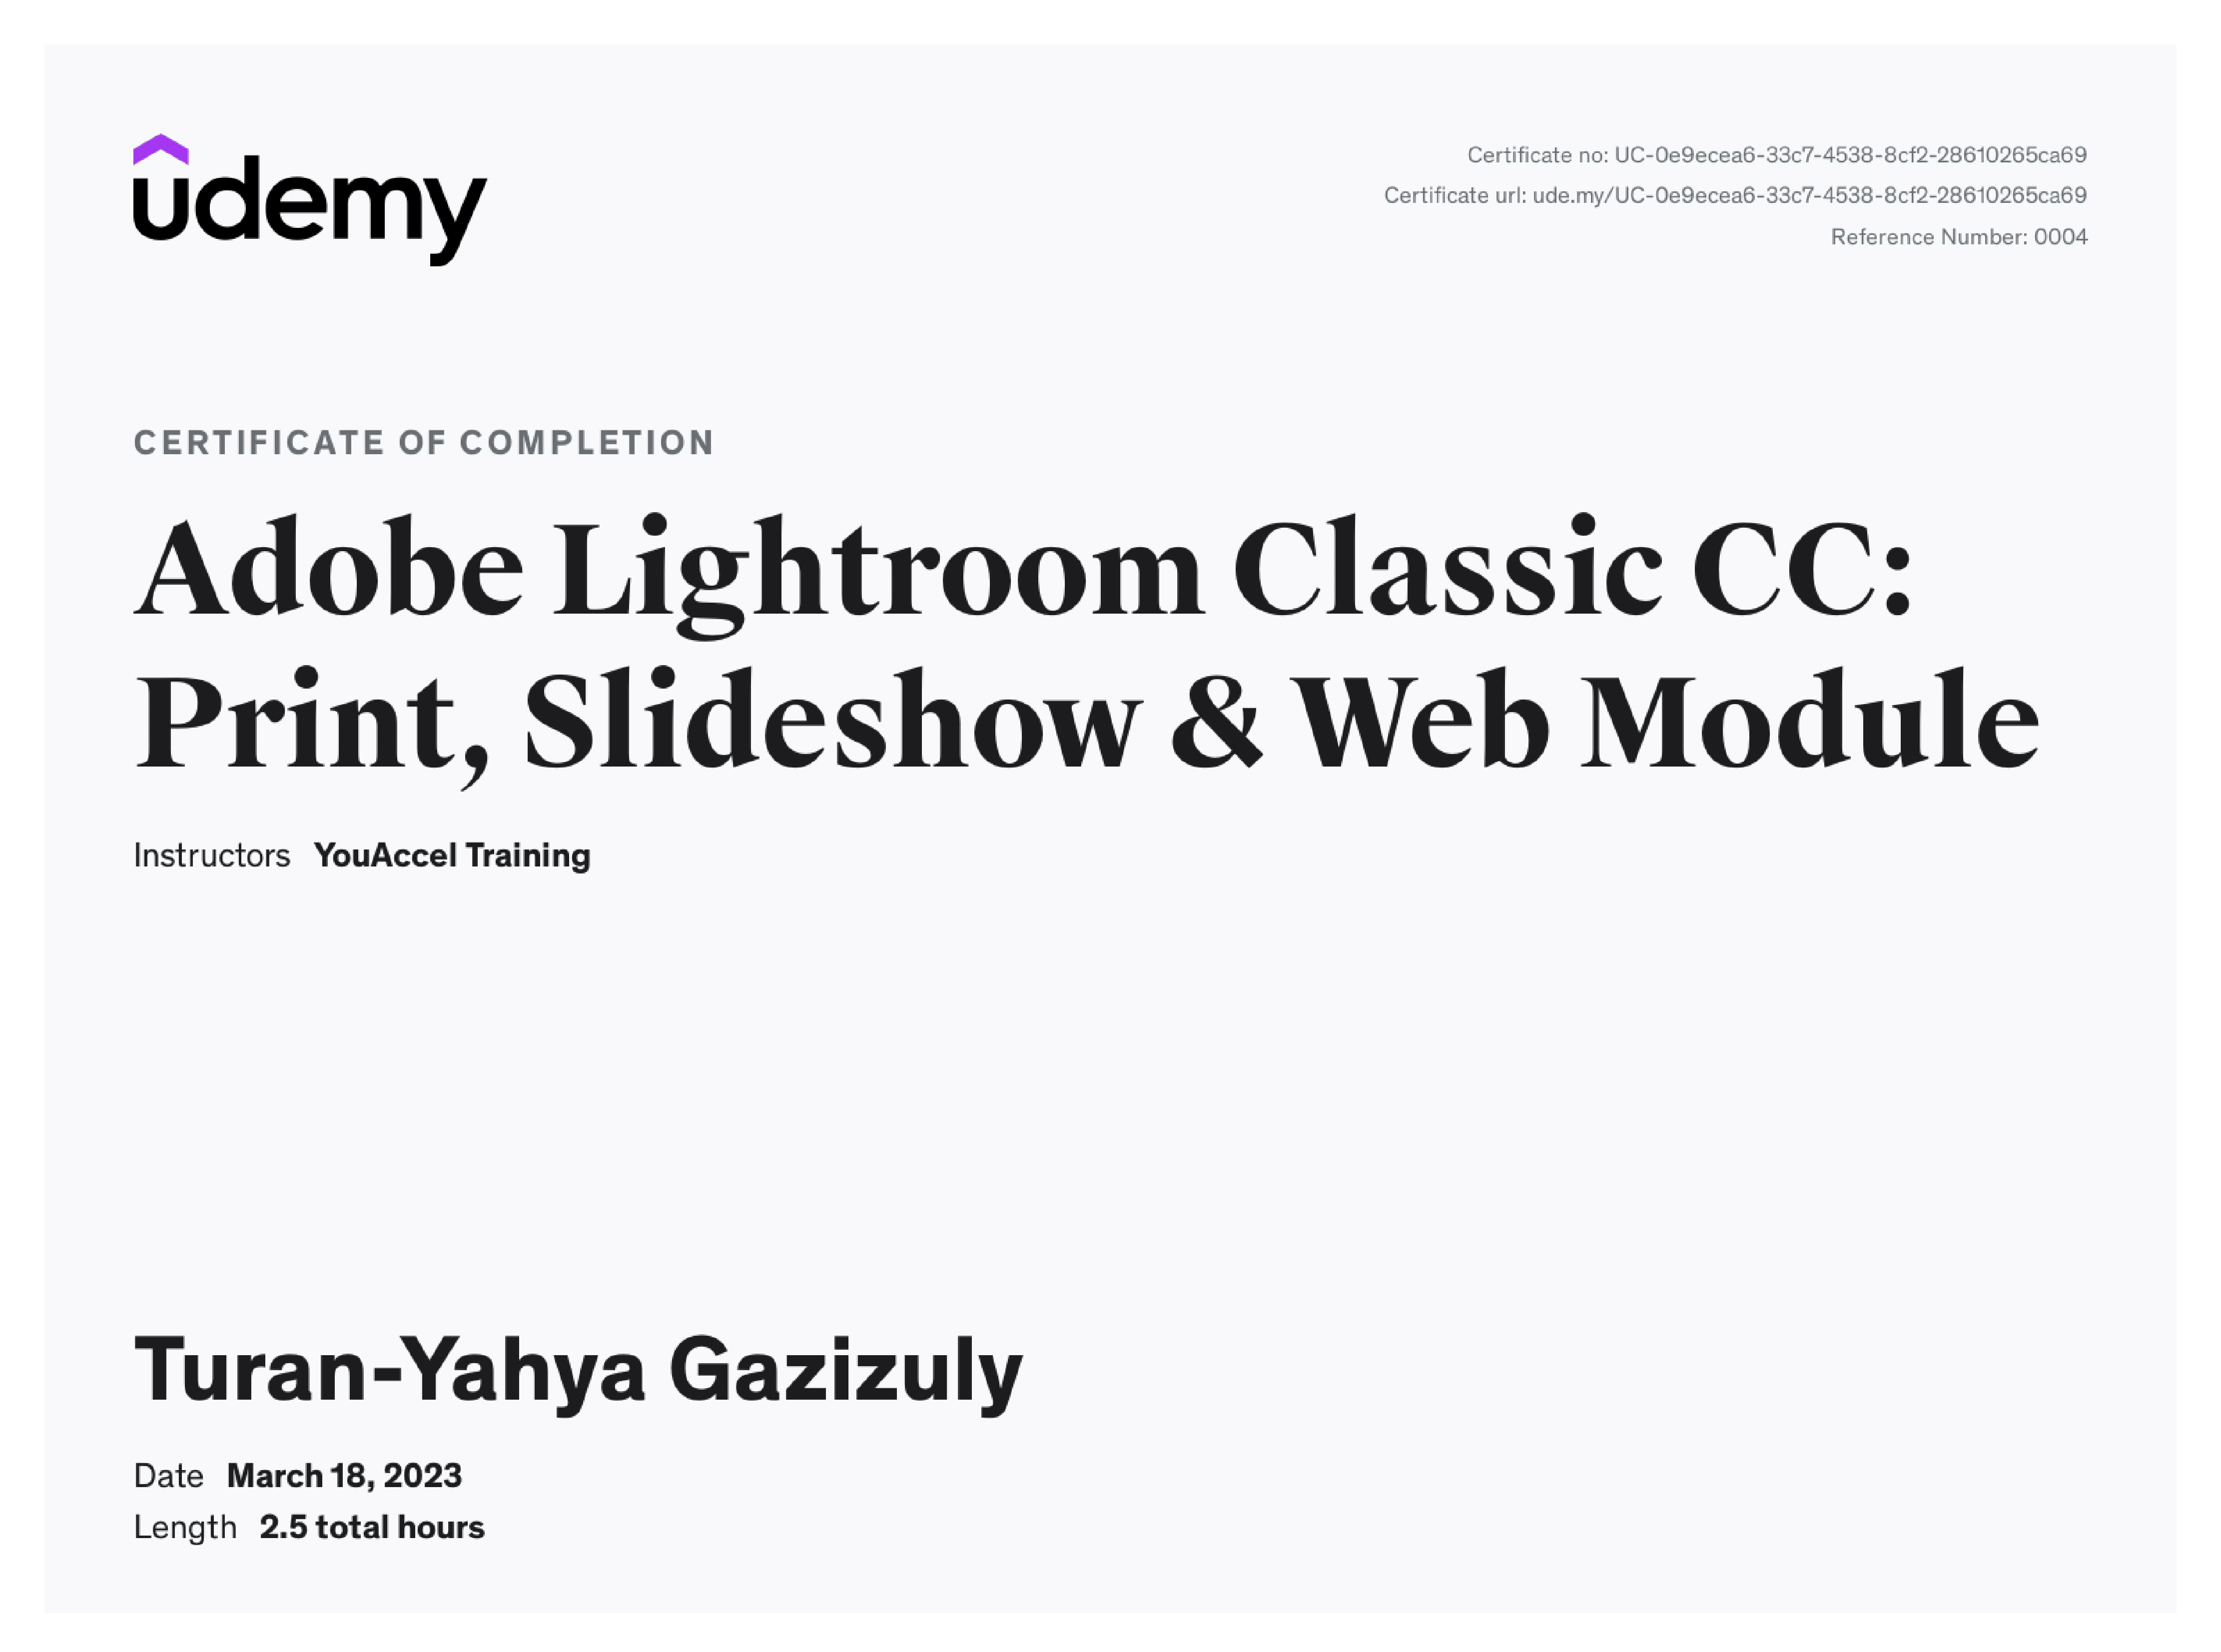 udemy
Certificate no: UC-0e9ecea6-33c7-4538-8cf2-28610265ca69
Certificate url: ude.my/UC-0e9ecea6-33c7-4538-8cf2-28610265ca69
Reference Number: 0004
CERTIFICATE OF COMPLETION
Adobe Lightroom Classic CC:
Print, Slideshow & Web Module
Instructors YouAccel Training
Turan-Yahya Gazizuly
Date March 18, 2023
Length 2.5 total hours